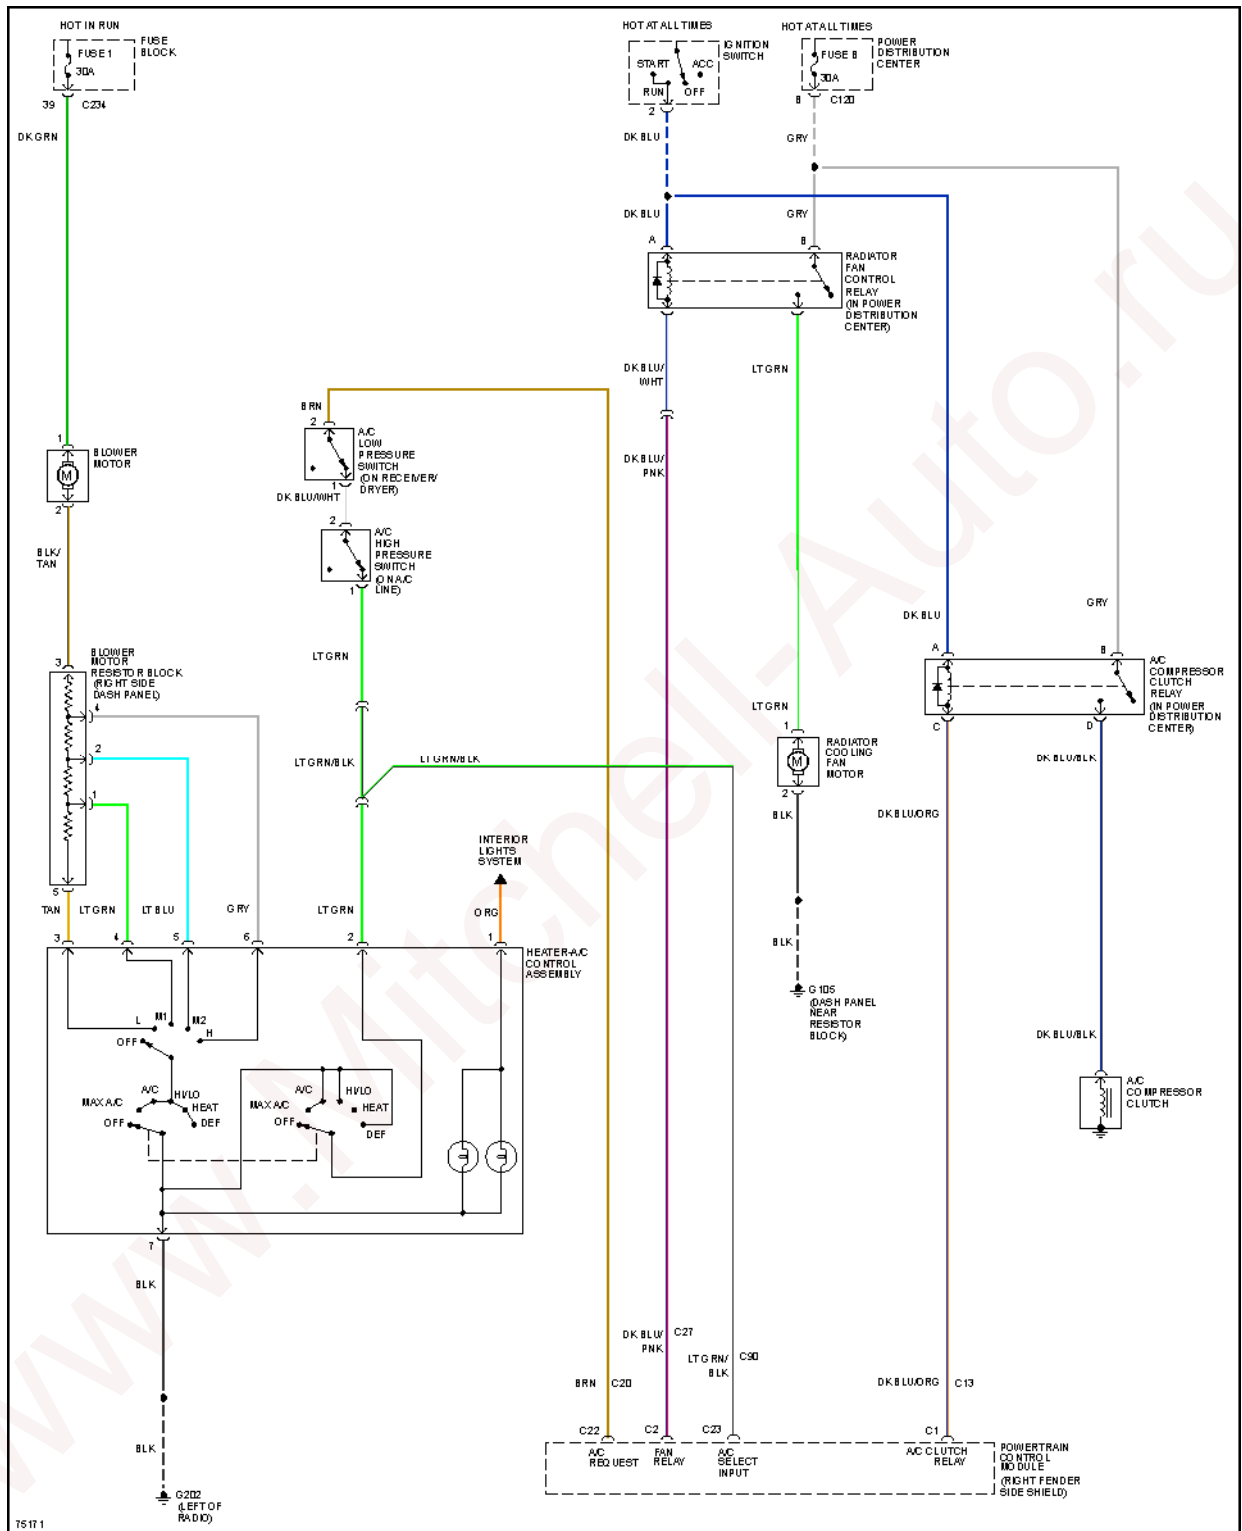 HOT IN RUN
FUSE 1
30A
FUSE
BLOCK
39
C234
DK GRN
HOT AT ALL TIMES
START
ACC
RUN
OFF
IGNITION
SWITCH
2
DK BLU
DK BLU
A
HOT AT ALL TIMES
FUSE 8
30A
POWER
DISTRIBUTION
CENTER
B
C120
GRY
GRY
B
RADIATOR
FAN
CONTROL
RELAY
(IN POWER
DISTRIBUTION
CENTER)
DK BLU/
WHT
LT GRN
DK BLU/
PNK
BRN
2
A/C
LOW
PRESSURE
SWITCH
(ON RECEIVER/
DRYER)
1
DK BLU/WHT
2
A/C
HIGH
PRESSURE
SWITCH
(ON A/C
LINE)
1
LT GRN
1
BLOWER
MOTOR
M
2
BLK/
TAN
3
BLOWER
MOTOR
RESISTOR BLOCK
(RIGHT SIDE
DASH PANEL)
4
2
1
5
TAN
LT GRN
LT BLU
GRY
LT GRN/BLK
LT GRN/BLK
LT GRN
INTERIOR
LIGHTS
SYSTEM
ORG
3
4
5
6
2
1
HEATER-A/C
CONTROL
ASSEMBLY
L
M1
M2
H
OFF
A/C
HI/LO
MAX A/C
HEAT
OFF
DEF
A/C
HI/LO
MAX A/C
HEAT
OFF
DEF
7
BLK
BLK
G202
(LEFT OF
RADIO)
LT GRN
1
RADIATOR
COOLING
FAN
MOTOR
M
2
BLK
BLK
G105
(DASH PANEL
NEAR
RESISTOR
BLOCK)
DK BLU
GRY
A
B
A/C
COMPRESSOR
CLUTCH
RELAY
(IN POWER
DISTRIBUTION
CENTER)
C
D
DK BLU/BLK
DK BLU/ORG
DK BLU/BLK
A/C
COMPRESSOR
CLUTCH
DK BLU/
PNK
C27
LT GRN/
BLK
C90
BRN
C20
DK BLU/ORG
C13
C22
C2
C23
C1
A/C
REQUEST
FAN
RELAY
A/C
SELECT
INPUT
A/C CLUTCH
RELAY
POWERTRAIN
CONTROL
MODULE
(RIGHT FENDER
SIDE SHIELD)
75171
www.Mitchell-Auto.ru